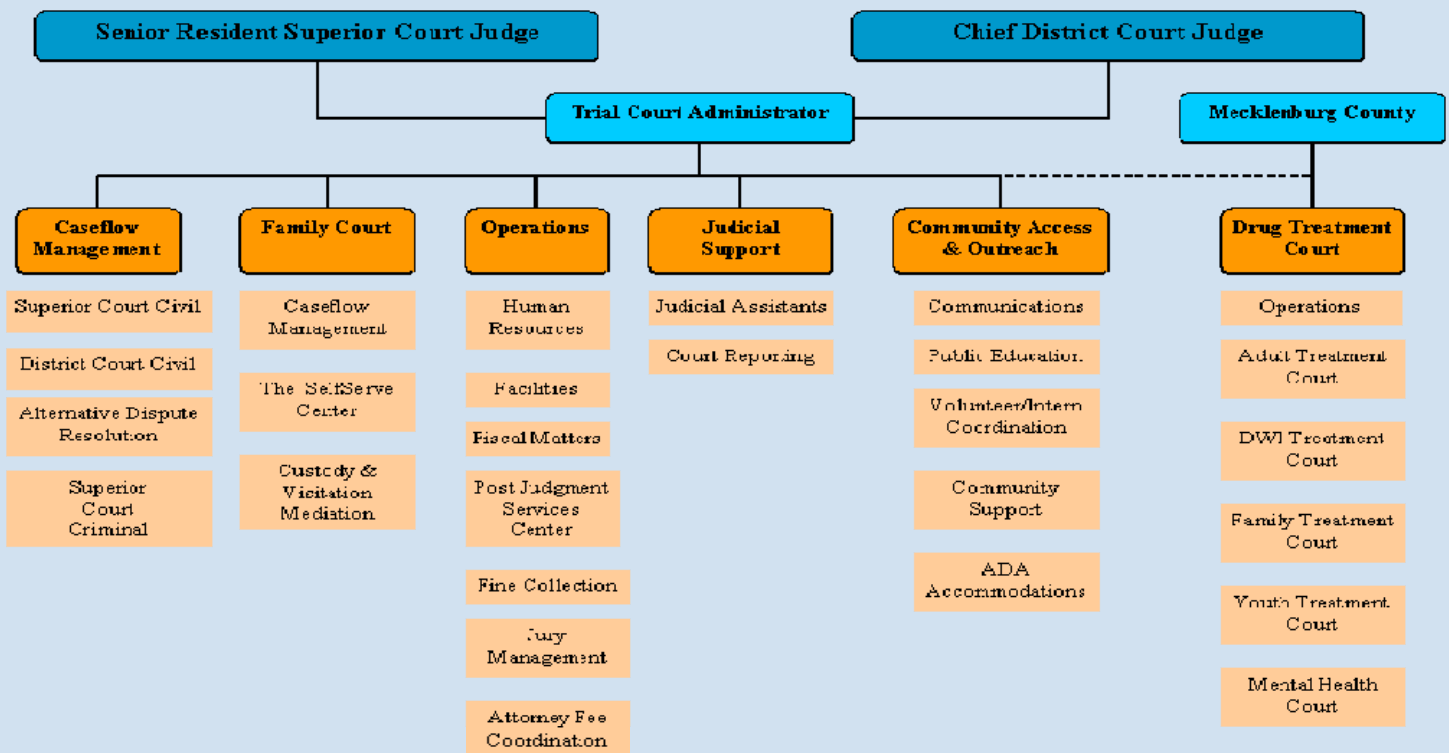 Senior Resident Superior Court Judge
Chief District Court Judge
Trial Court Administrator
Mecklenburg County
Caseflow
Management
Superior Court Civil
District Court Civil
Alternative Dispute
Resolution
Superior
Court
Criminal
Family Court
Caseflow
Management
The SelfServe
Center
Custody &
Visitation
Mediation
Operations
Human
Resources
Facilities
Fiscal Matters
Post Judgment
Services
Center
Fine Collection
Jury
Management
Attorney Fee
Coordination
Judicial
Support
Judicial Assistants
Court Reporting
Community Access
& Outreach
Communications
Public Education
Volunteer/Intern
Coordination
Community
Support
ADA
Accommodations
Drug Treatment
Court
Operations
Adult Treatment
Court
DWI Treatment
Court
Family Treatment
Court
Youth Treatment
Court
Mental Health
Court